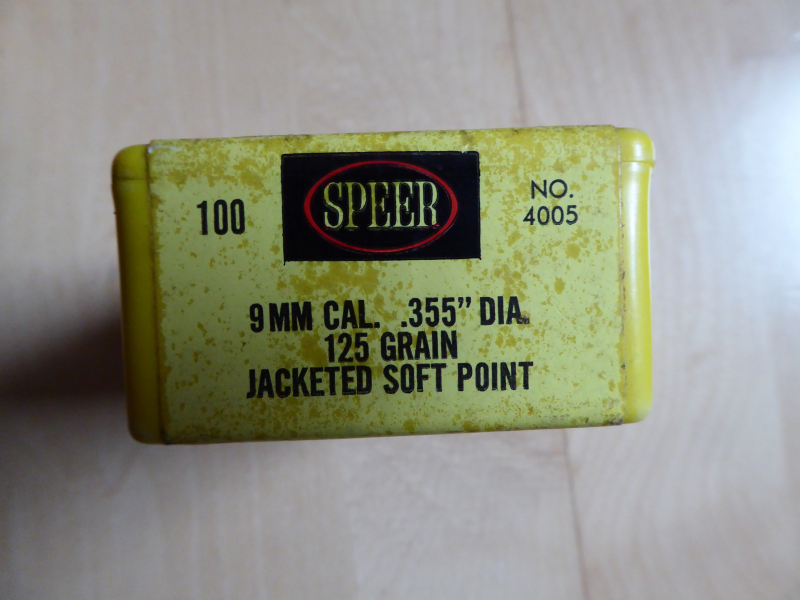 100
SPEER
NO.
4005
9MM CAL. .355" DIA.
125 GRAIN
JACKETED SOFT POINT